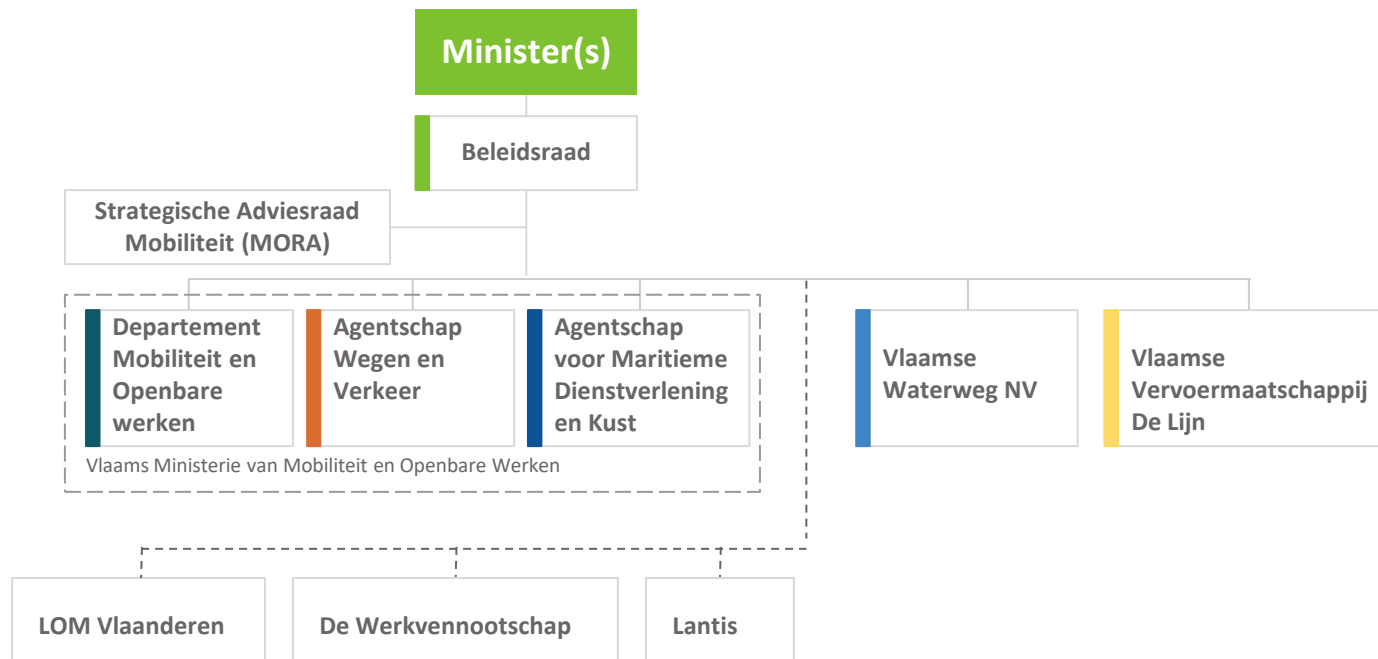 Minister(s)
Beleidsraad
Strategische Adviesraad
Mobiliteit (MORA)
Departement
Mobiliteit en
Openbare
werken
Agentschap
Wegen en
Verkeer
Agentschap
voor Maritieme
Dienstverlening
en Kust
Vlaamse
Waterweg NV
Vlaamse
Vervoermaatschappij
De Lijn
Vlaams Ministerie van Mobiliteit en Openbare Werken
LOM Vlaanderen
De Werkvennootschap
Lantis